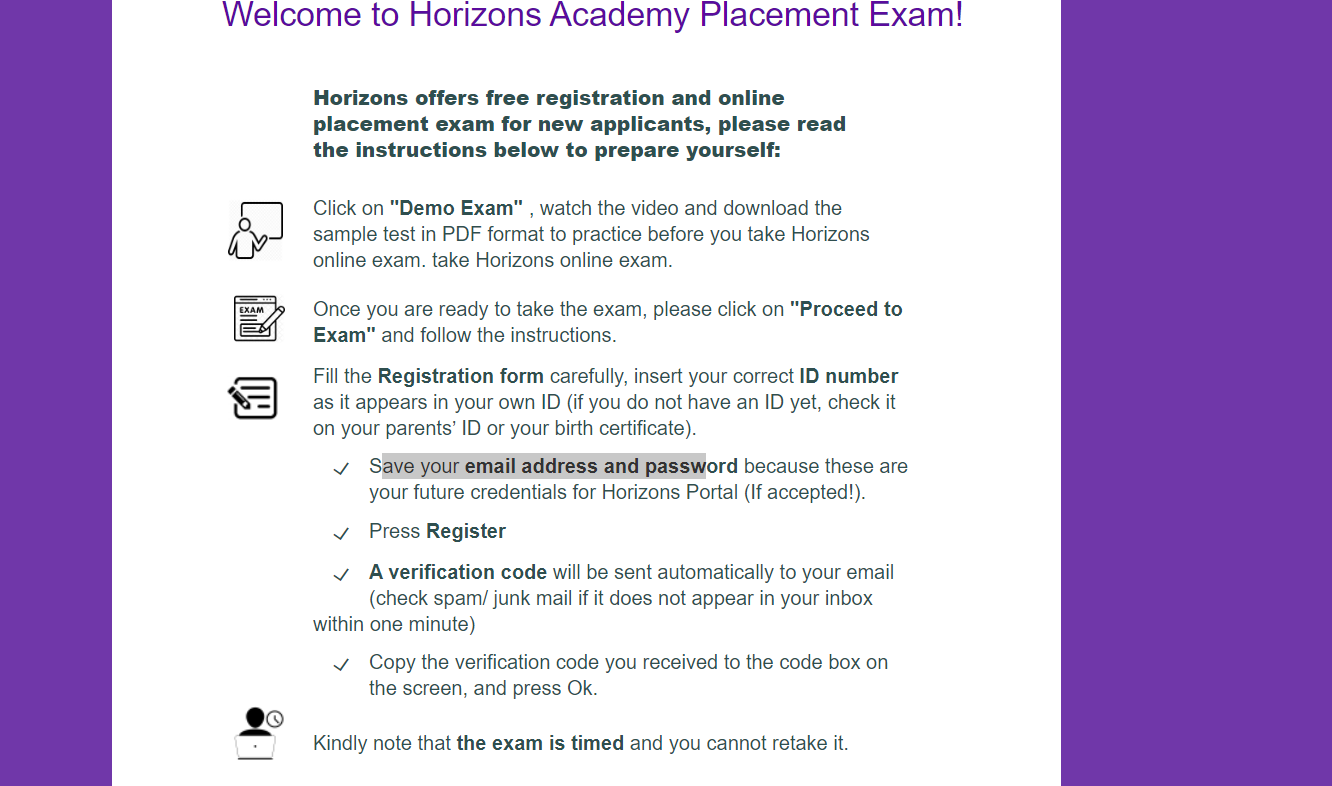 Welcome to Horizons Academy Placement Exam!
Horizons offers free registration and online
placement exam for new applicants, please read
the instructions below to prepare yourself:
Click on "Demo Exam" , watch the video and download the
sample test in PDF format to practice before you take Horizons
online exam. take Horizons online exam.
EXAM
Once you are ready to take the exam, please click on "Proceed to
Exam" and follow the instructions.
Fill the Registration form carefully, insert your correct ID number
as it appears in your own ID (if you do not have an ID yet, check it
on your parents’ ID or your birth certificate).
Save your email address and password because these are
your future credentials for Horizons Portal (If accepted!).
Press Register
A verification code will be sent automatically to your email
(check spam/ junk mail if it does not appear in your inbox
within one minute)
Copy the verification code you received to the code box on
the screen, and press Ok.
Kindly note that the exam is timed and you cannot retake it.